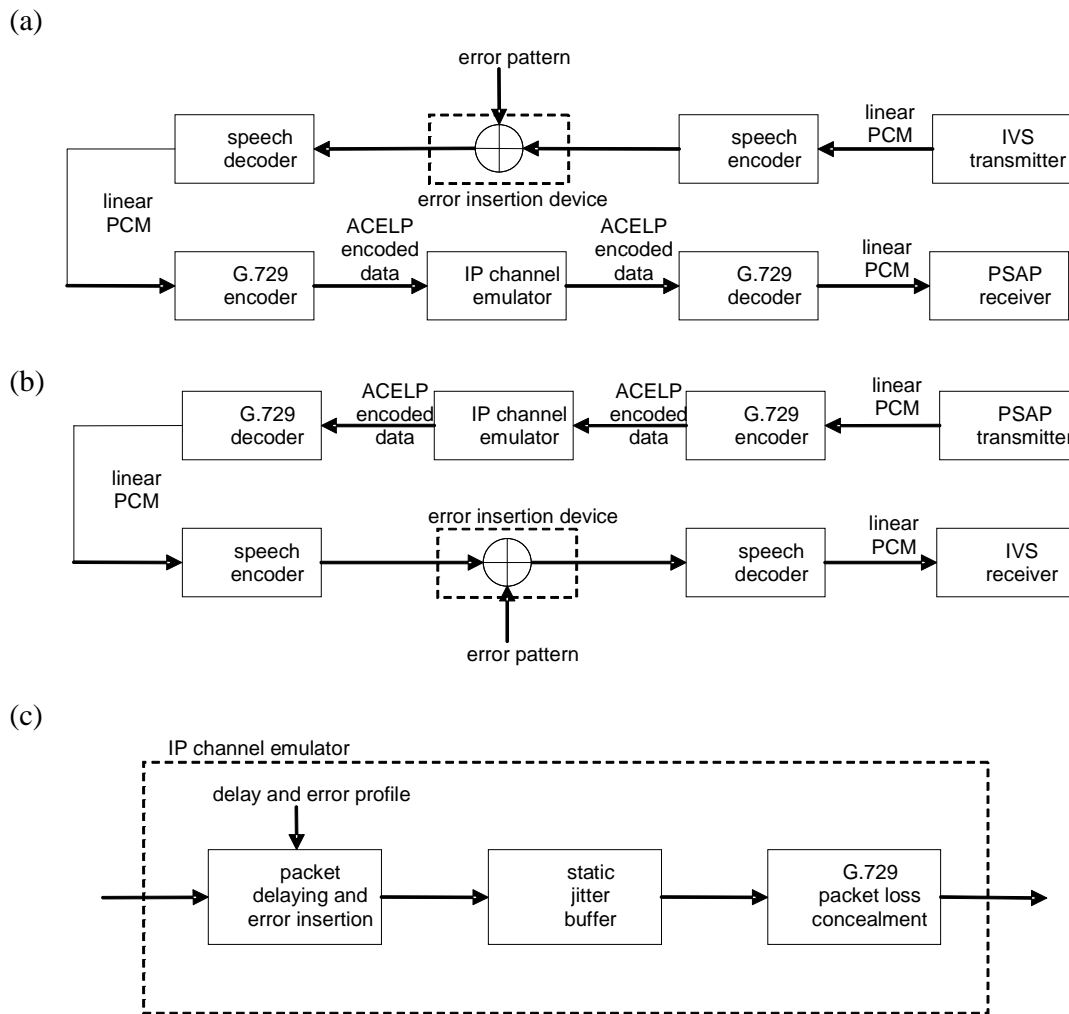 (a)
error pattern
speech
decoder
error insertion device
speech
encoder
linear
PCM
IVS
transmitter
linear
PCM
G.729
encoder
ACELP
encoded
data
IP channel
emulator
ACELP
encoded
data
G.729
decoder
linear
PCM
PSAP
receiver
(b)
G.729
decoder
ACELP
encoded
data
IP channel
emulator
ACELP
encoded
data
G.729
encoder
linear
PCM
PSAP
transmitter
linear
PCM
speech
encoder
error insertion device
error pattern
speech
decoder
linear
PCM
IVS
receiver
(c)
IP channel emulator
delay and error profile
packet
delaying and
error insertion
static
jitter
buffer
G.729
packet loss
concealment